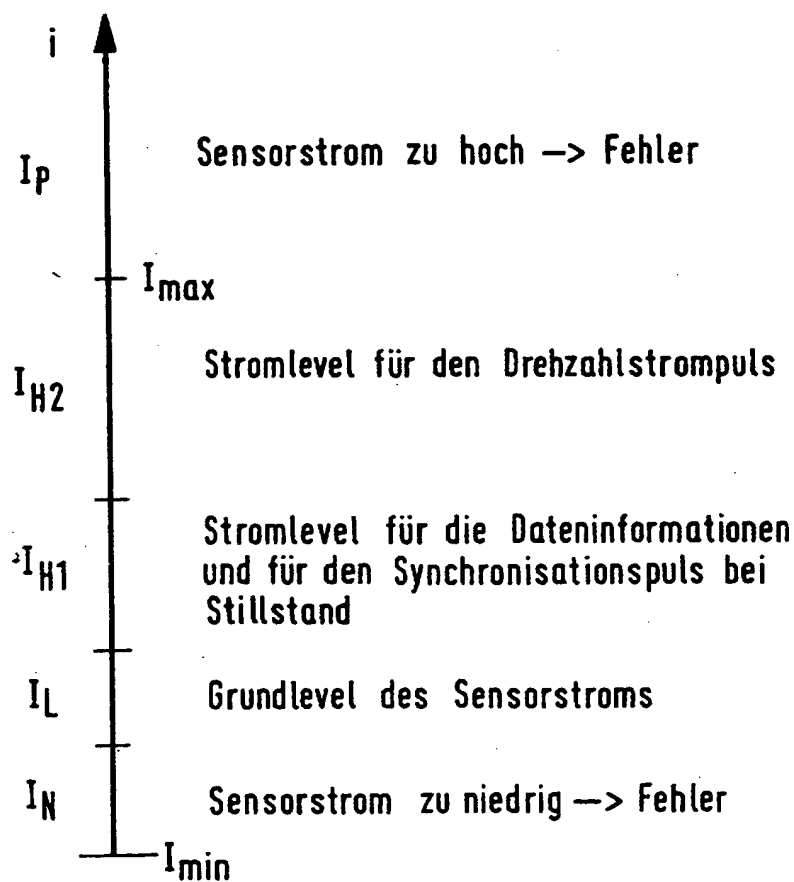 i
I_P Sensorstrom zu hoch —> Fehler
I_max
I_H2 Stromlevel für den Drehzahlstrompuls
I_H1 Stromlevel für die Dateninformationen
und für den Synchronisationspuls bei
Stillstand
I_L Grundlevel des Sensorstroms
I_N Sensorstrom zu niedrig —> Fehler
I_min